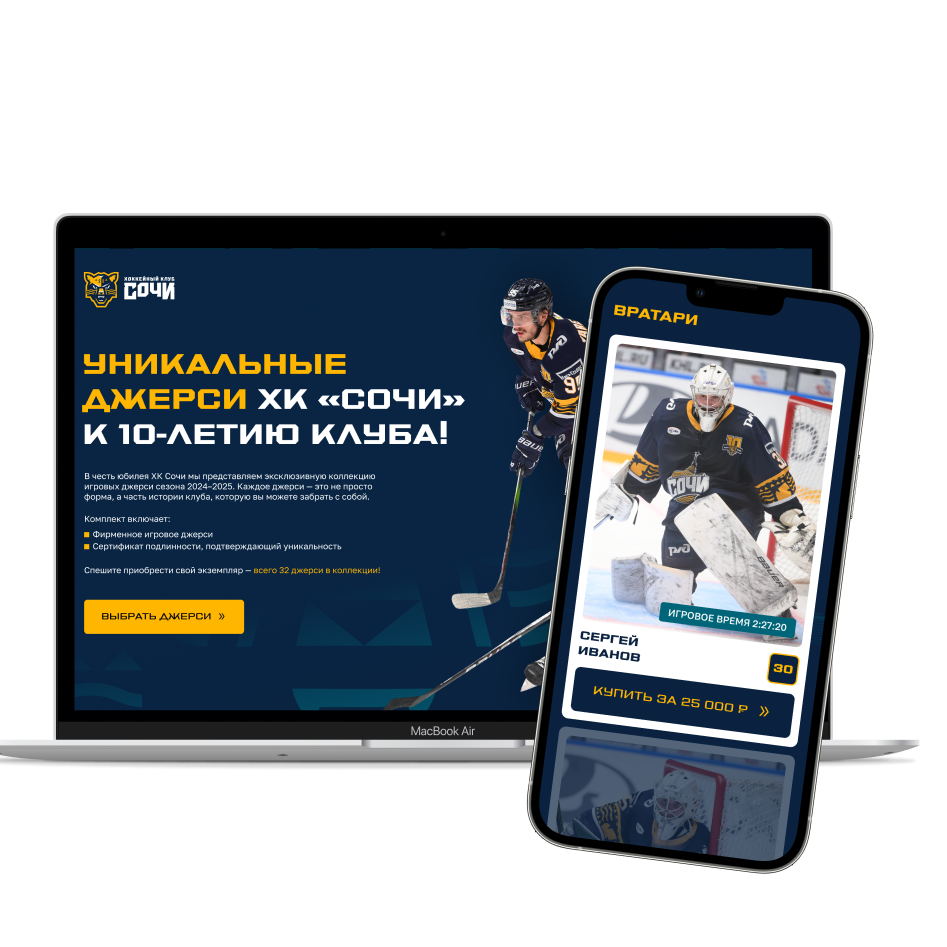 ХОККЕЙНЫЙ КЛУБ
СОЧИ
УНИКАЛЬНЫЕ
ДЖЕРСИ ХК «СОЧИ»
К 10-ЛЕТИЮ КЛУБА!
В честь юбилея ХК Сочи мы представляем эксклюзивную коллекцию
игровых джерси сезона 2024–2025. Каждое джерси — это не просто
форма, а часть истории клуба, которую вы можете забрать с собой.
Комплект включает:
Фирменное игровое джерси
Сертификат подлинности, подтверждающий уникальность
Спешите приобрести свой экземпляр — всего 32 джерси в коллекции!
ВЫБРАТЬ ДЖЕРСИ »
MacBook Air
ВРАТАРИ
СОЧИ
BAUER
ИГРОВОЕ ВРЕМЯ 2:27:20
СЕРГЕЙ
ИВАНОВ
30
КУПИТЬ ЗА 25 000 ₽ »